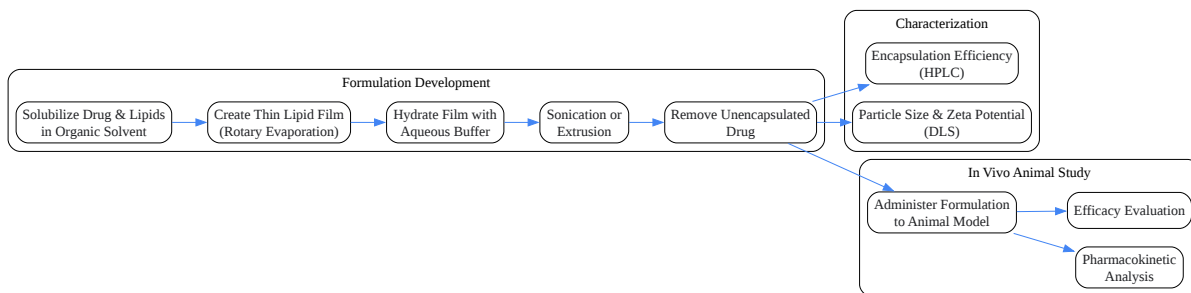 Characterization
Encapsulation Efficiency
(HPLC)
Particle Size & Zeta Potential
(DLS)
Formulation Development
Solubilize Drug & Lipids
in Organic Solvent
Create Thin Lipid Film
(Rotary Evaporation)
Hydrate Film with
Aqueous Buffer
Sonication or
Extrusion
Remove Unencapsulated
Drug
In Vivo Animal Study
Administer Formulation
to Animal Model
Efficacy Evaluation
Pharmacokinetic
Analysis